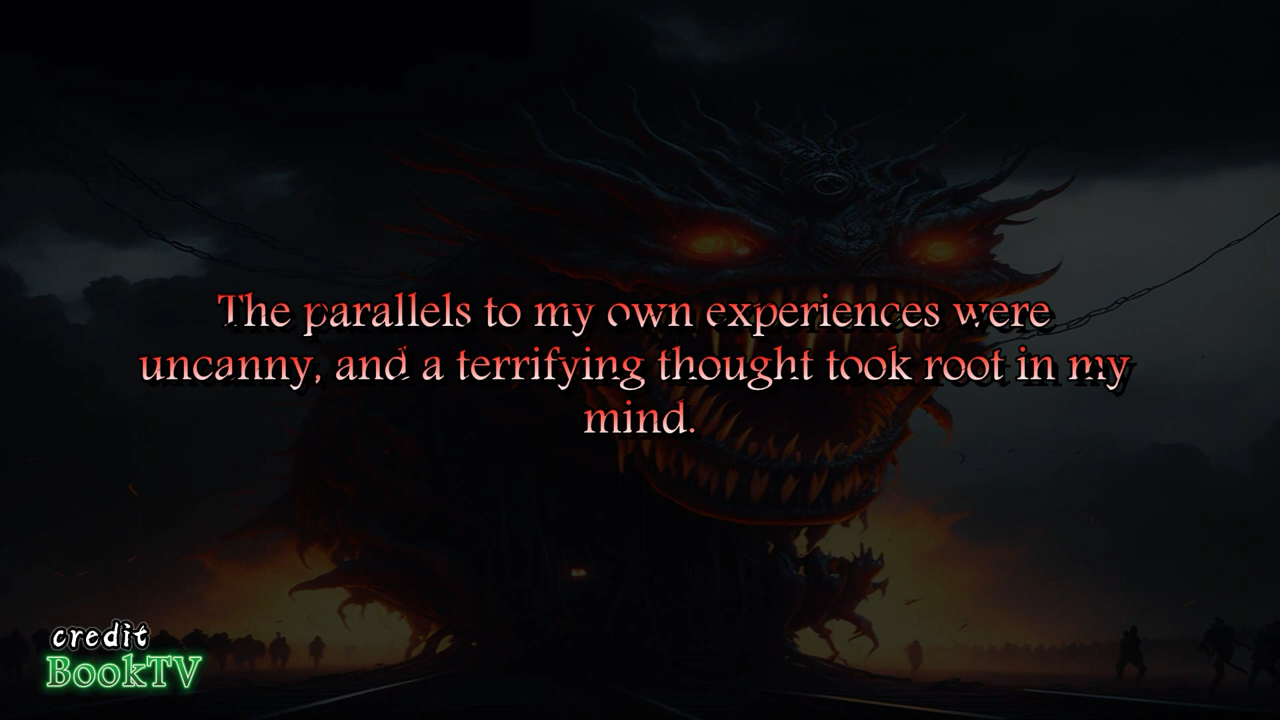 The parallels to my own experiences were
uncanny, and a terrifying thought took root in my
mind.
credit
BookTV